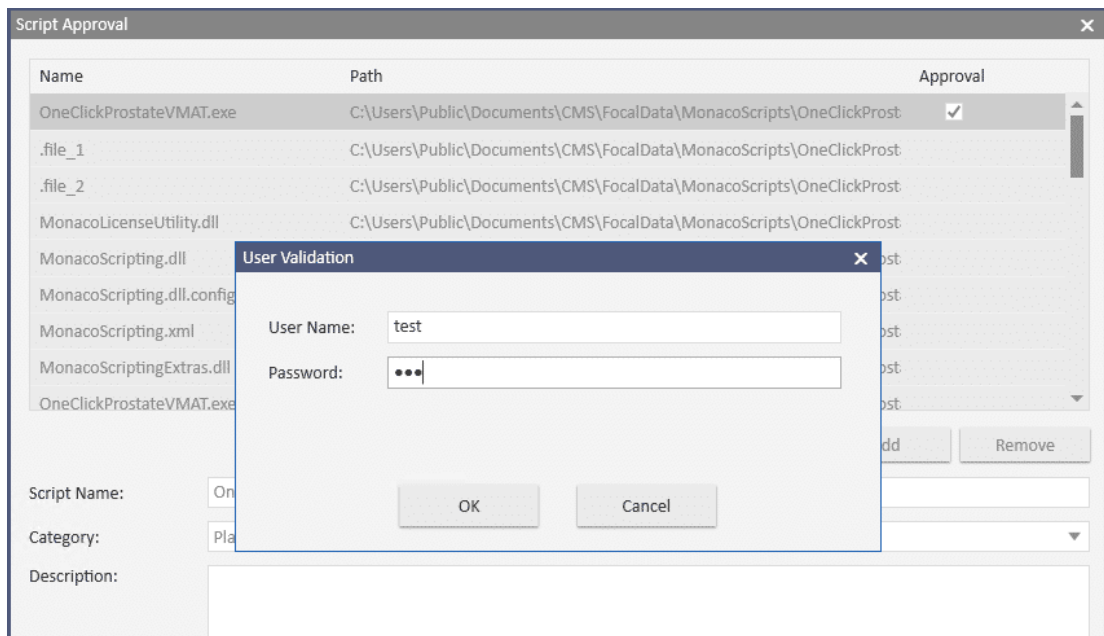 Script Approval
Name Path Approval
OneClickProstateVMAT.exe C:\Users\Public\Documents\CMS\FocalData\MonacoScripts\OneClickProst
.file_1 C:\Users\Public\Documents\CMS\FocalData\MonacoScripts\OneClickProst
.file_2 C:\Users\Public\Documents\CMS\FocalData\MonacoScripts\OneClickProst
MonacoLicenseUtility.dll C:\Users\Public\Documents\CMS\FocalData\MonacoScripts\OneClickProst
MonacoScripting.dll
MonacoScripting.dll.config
MonacoScripting.xml
MonacoScriptingExtras.dll
OneClickProstateVMAT.exe
User Validation
User Name: test
Password: •••
OK Cancel
Remove
Script Name:
Category:
Description: